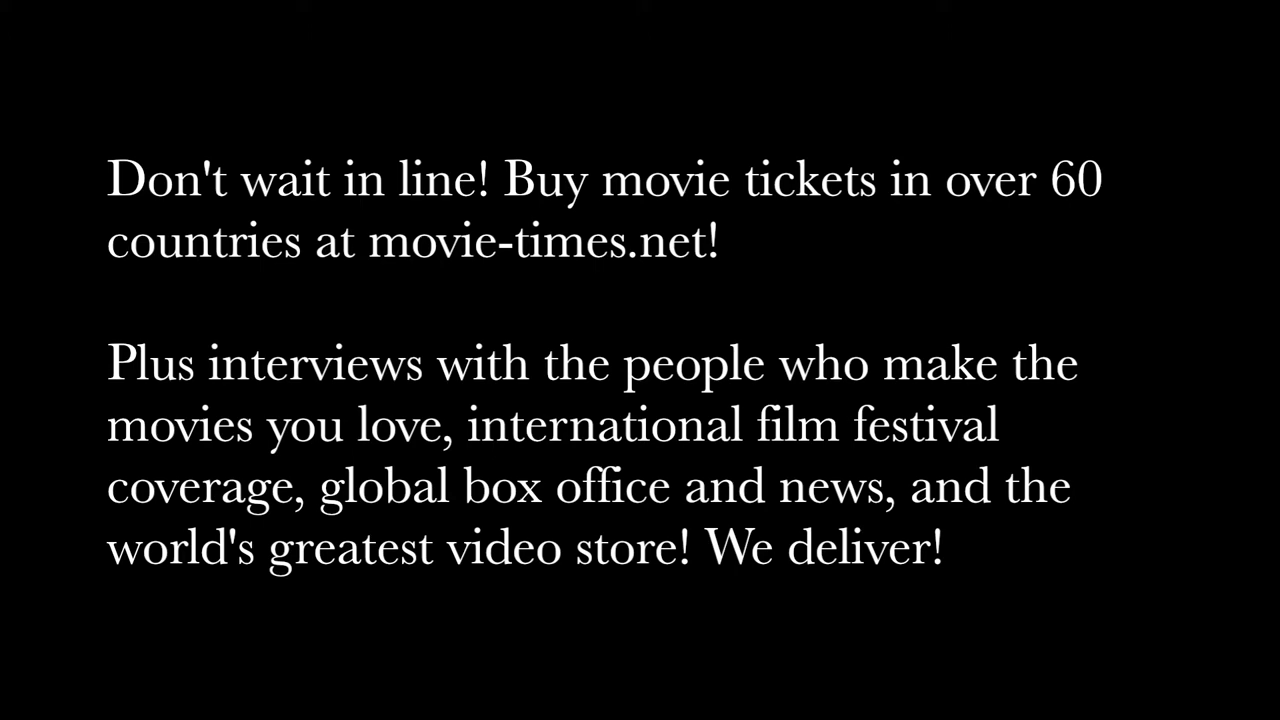 Don't wait in line! Buy movie tickets in over 60
countries at movie-times.net!
Plus interviews with the people who make the
movies you love, international film festival
coverage, global box office and news, and the
world's greatest video store! We deliver!